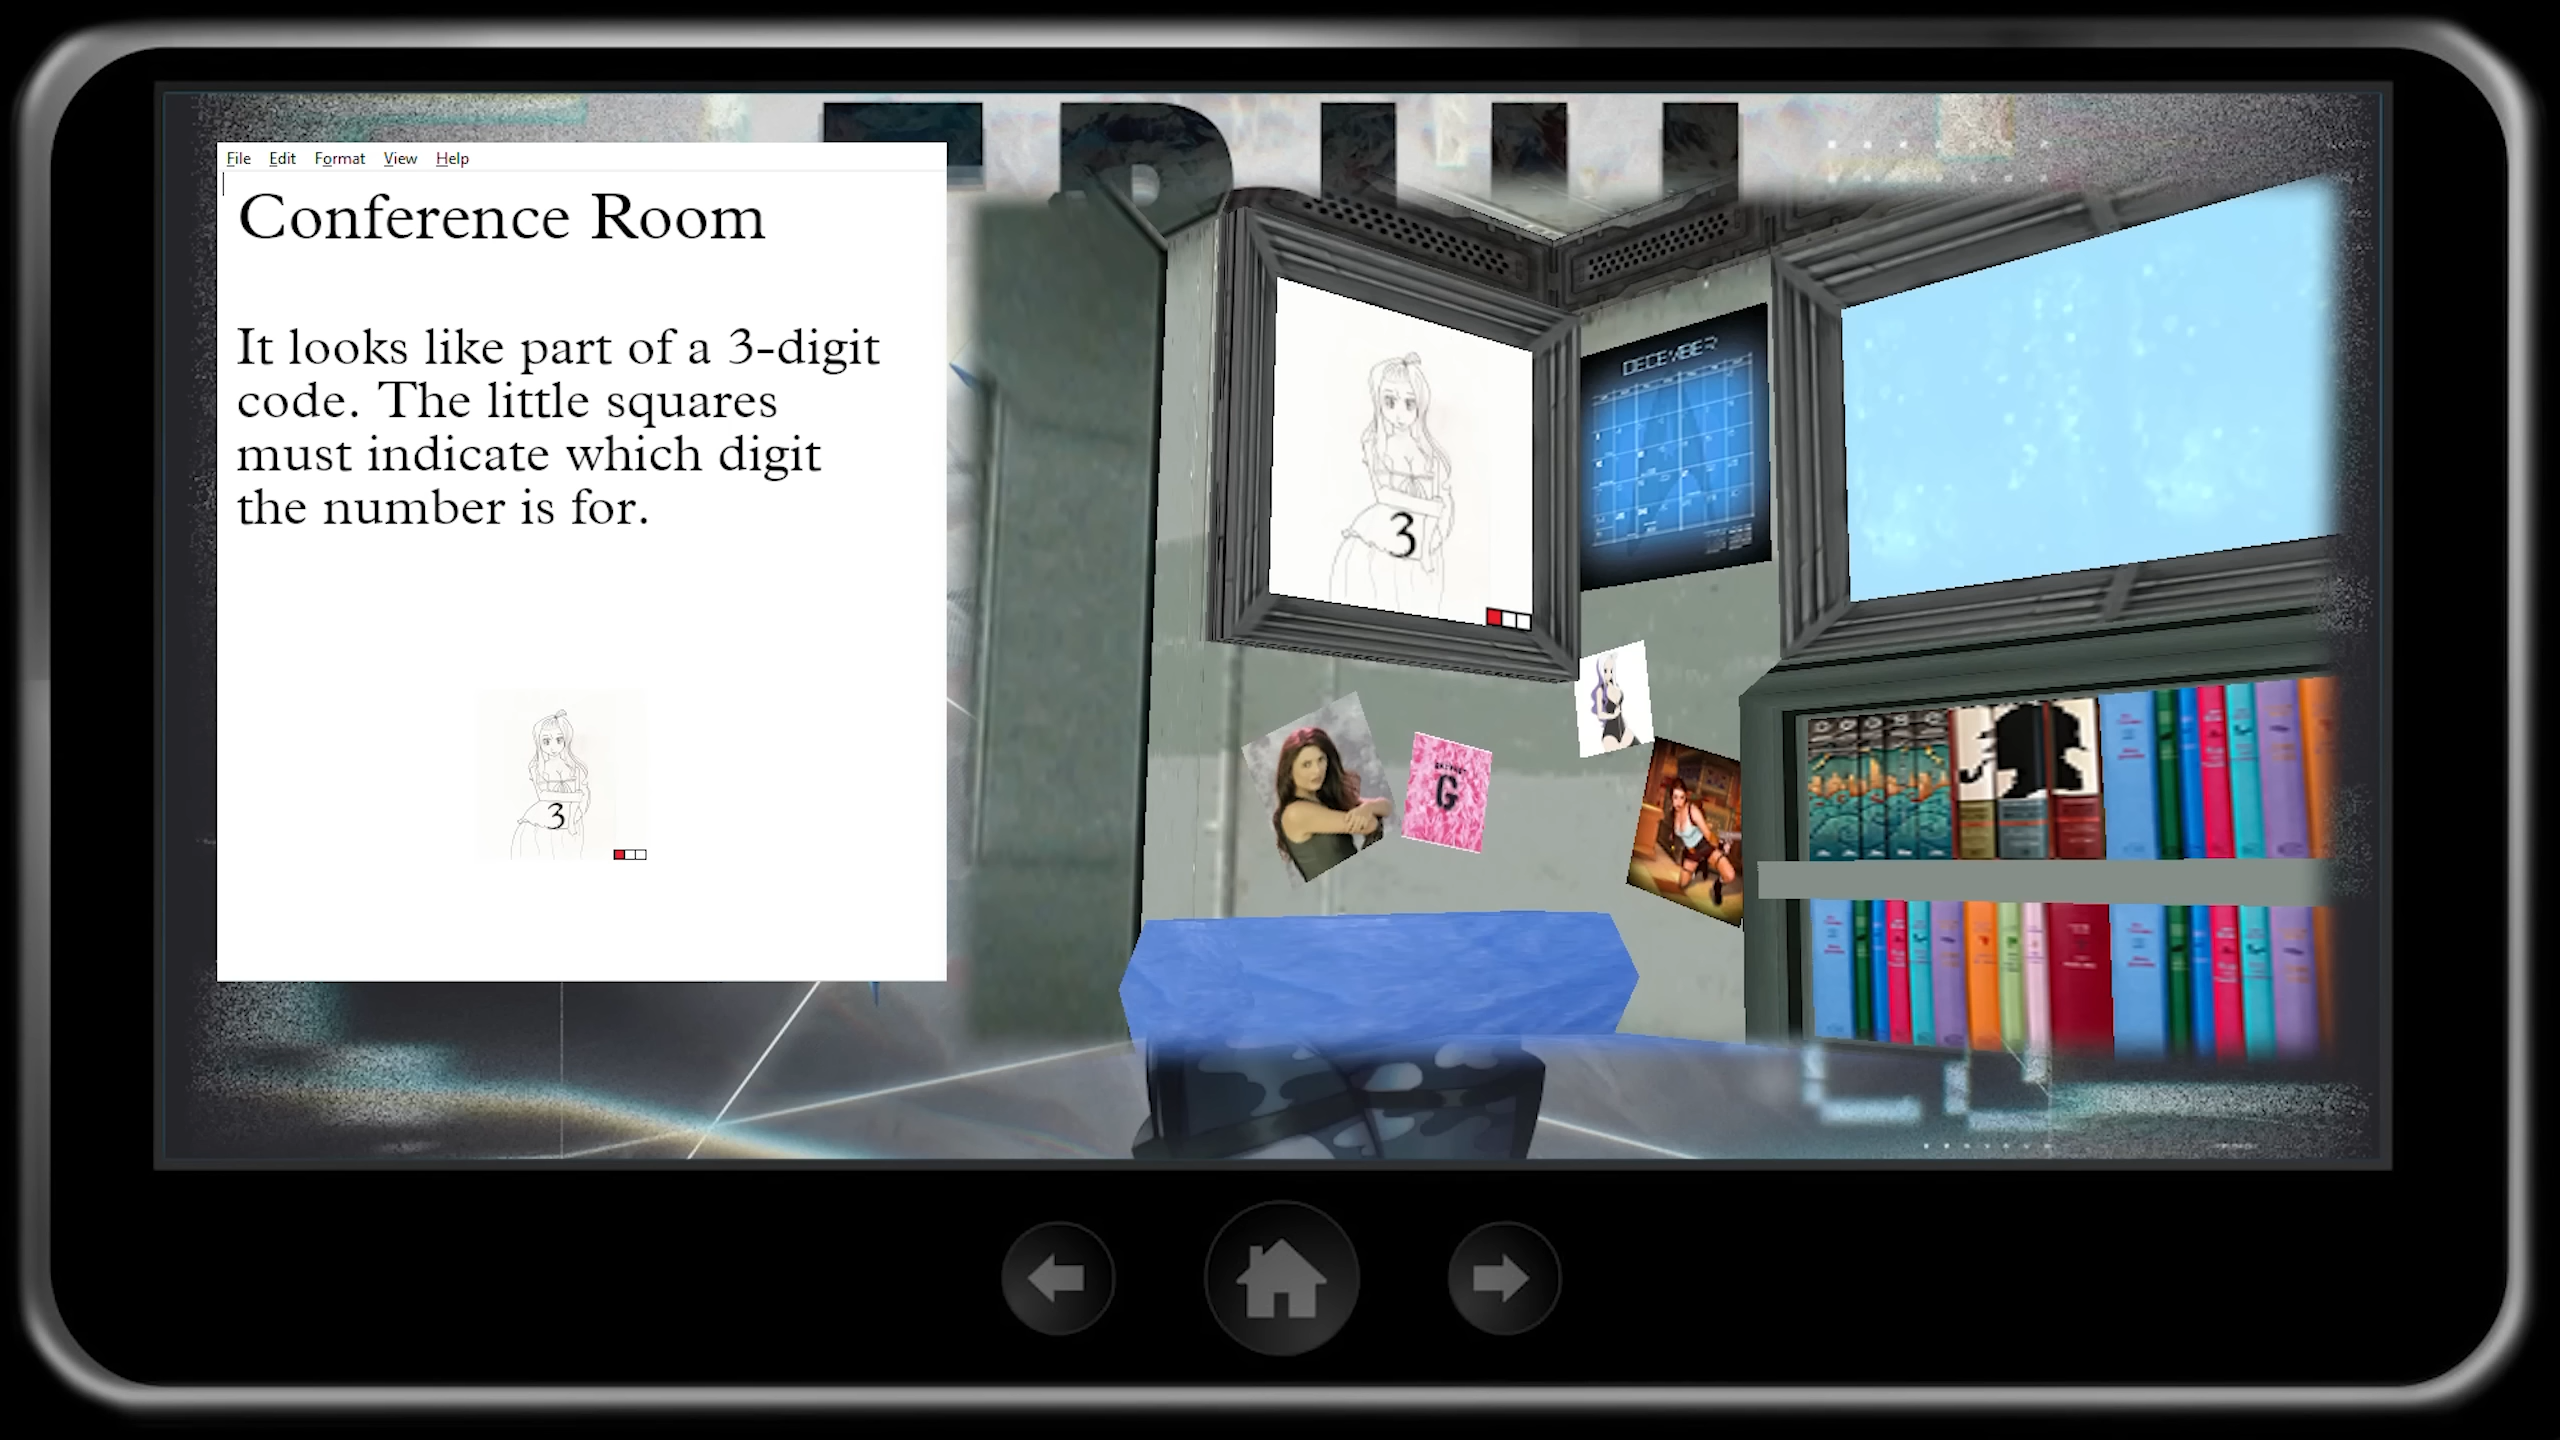 File Edit Format View Help
Conference Room
It looks like part of a 3-digit
code. The little squares
must indicate which digit
the number is for.
3
3
DECEMBER
G